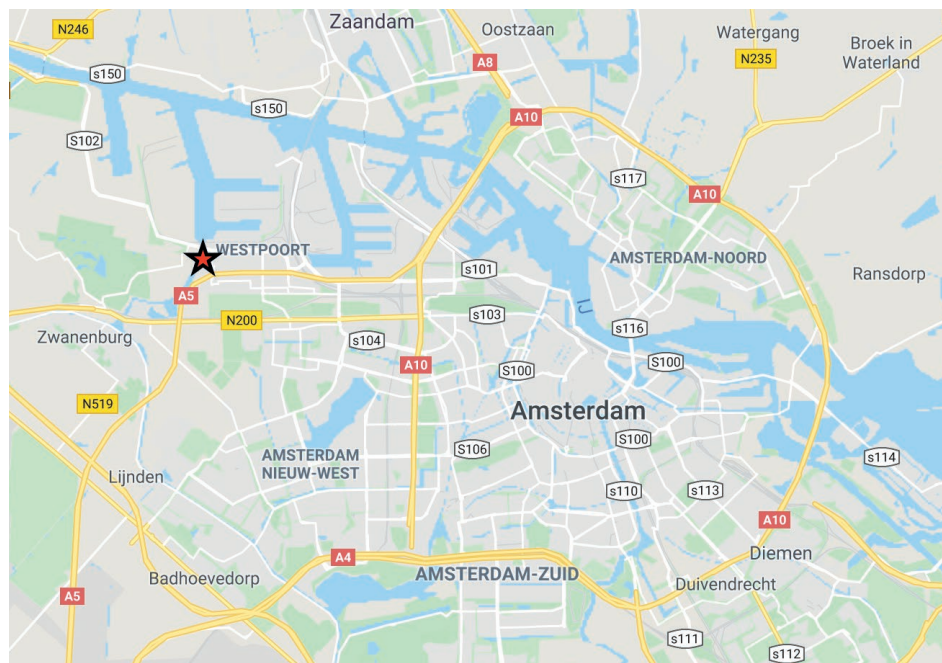 N246
Zaandam
Oostzaan
Watergang
Broek in
Waterland
N235
A8
s150
s150
A10
S102
s117
A10
WESTPOORT
AMSTERDAM-NOORD
s101
Ransdorp
A5
IJ
N200
s103
s116
Zwanenburg
s104
S100
A10
S100
N519
Amsterdam
S100
S106
AMSTERDAM
NIEUW-WEST
s114
Lijnden
s110
s113
A10
A4
Diemen
AMSTERDAM-ZUID
Badhoevedorp
Duivendrecht
A5
s111
s112